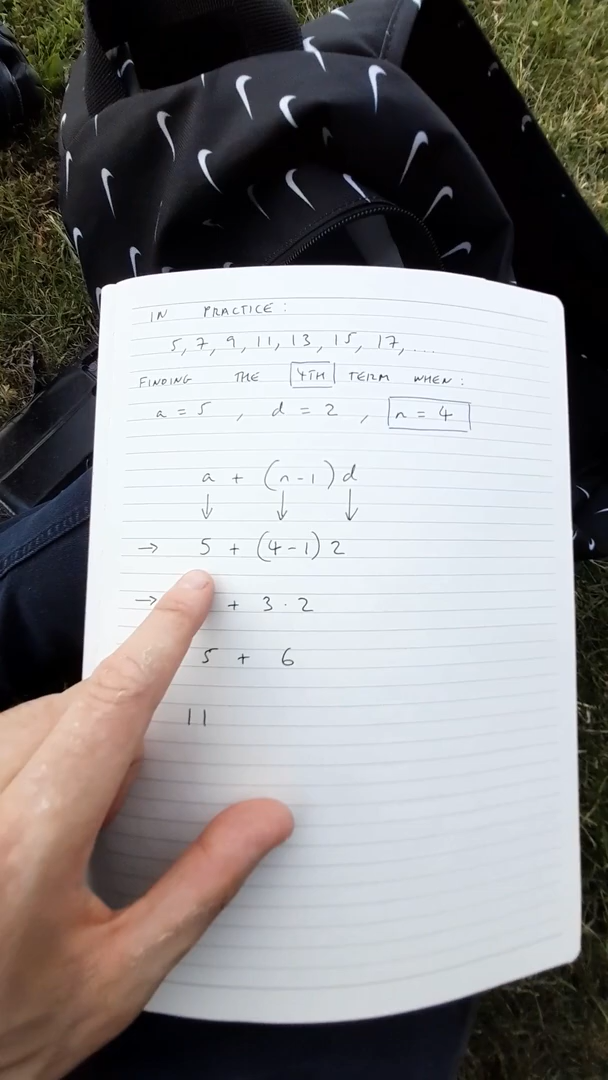 IN PRACTICE:
5, 7, 9, 11, 13, 15, 17, ....
FINDING THE 4TH TERM WHEN:
a = 5 , d = 2 , n = 4
a + (n-1) d
↓ ↓ ↓
→ 5 + (4-1) 2
→ + 3 · 2
5 + 6
11